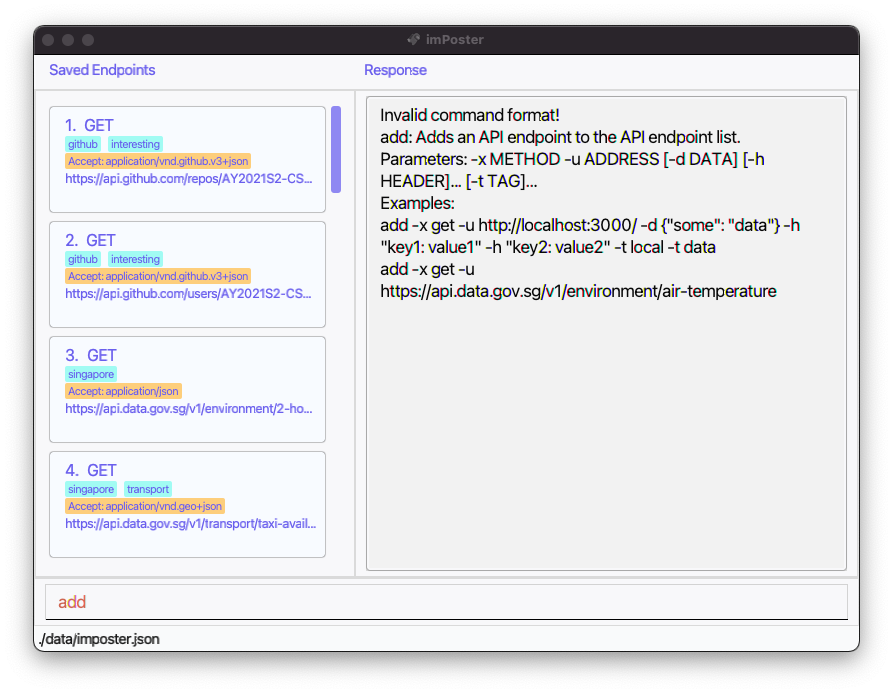 imPoster
Saved Endpoints
Response
1. GET
github interesting
Accept: application/vnd.github.v3+json
https://api.github.com/repos/AY2021S2-CS...
2. GET
github interesting
Accept: application/vnd.github.v3+json
https://api.github.com/users/AY2021S2-CS...
3. GET
singapore
Accept: application/json
https://api.data.gov.sg/v1/environment/2-ho...
4. GET
singapore transport
Accept: application/vnd.geo+json
https://api.data.gov.sg/v1/transport/taxi-avail...
Invalid command format!
add: Adds an API endpoint to the API endpoint list.
Parameters: -x METHOD -u ADDRESS [-d DATA] [-h
HEADER]... [-t TAG]...
Examples:
add -x get -u http://localhost:3000/ -d {"some": "data"} -h
"key1: value1" -h "key2: value2" -t local -t data
add -x get -u
https://api.data.gov.sg/v1/environment/air-temperature
add
./data/imposter.json